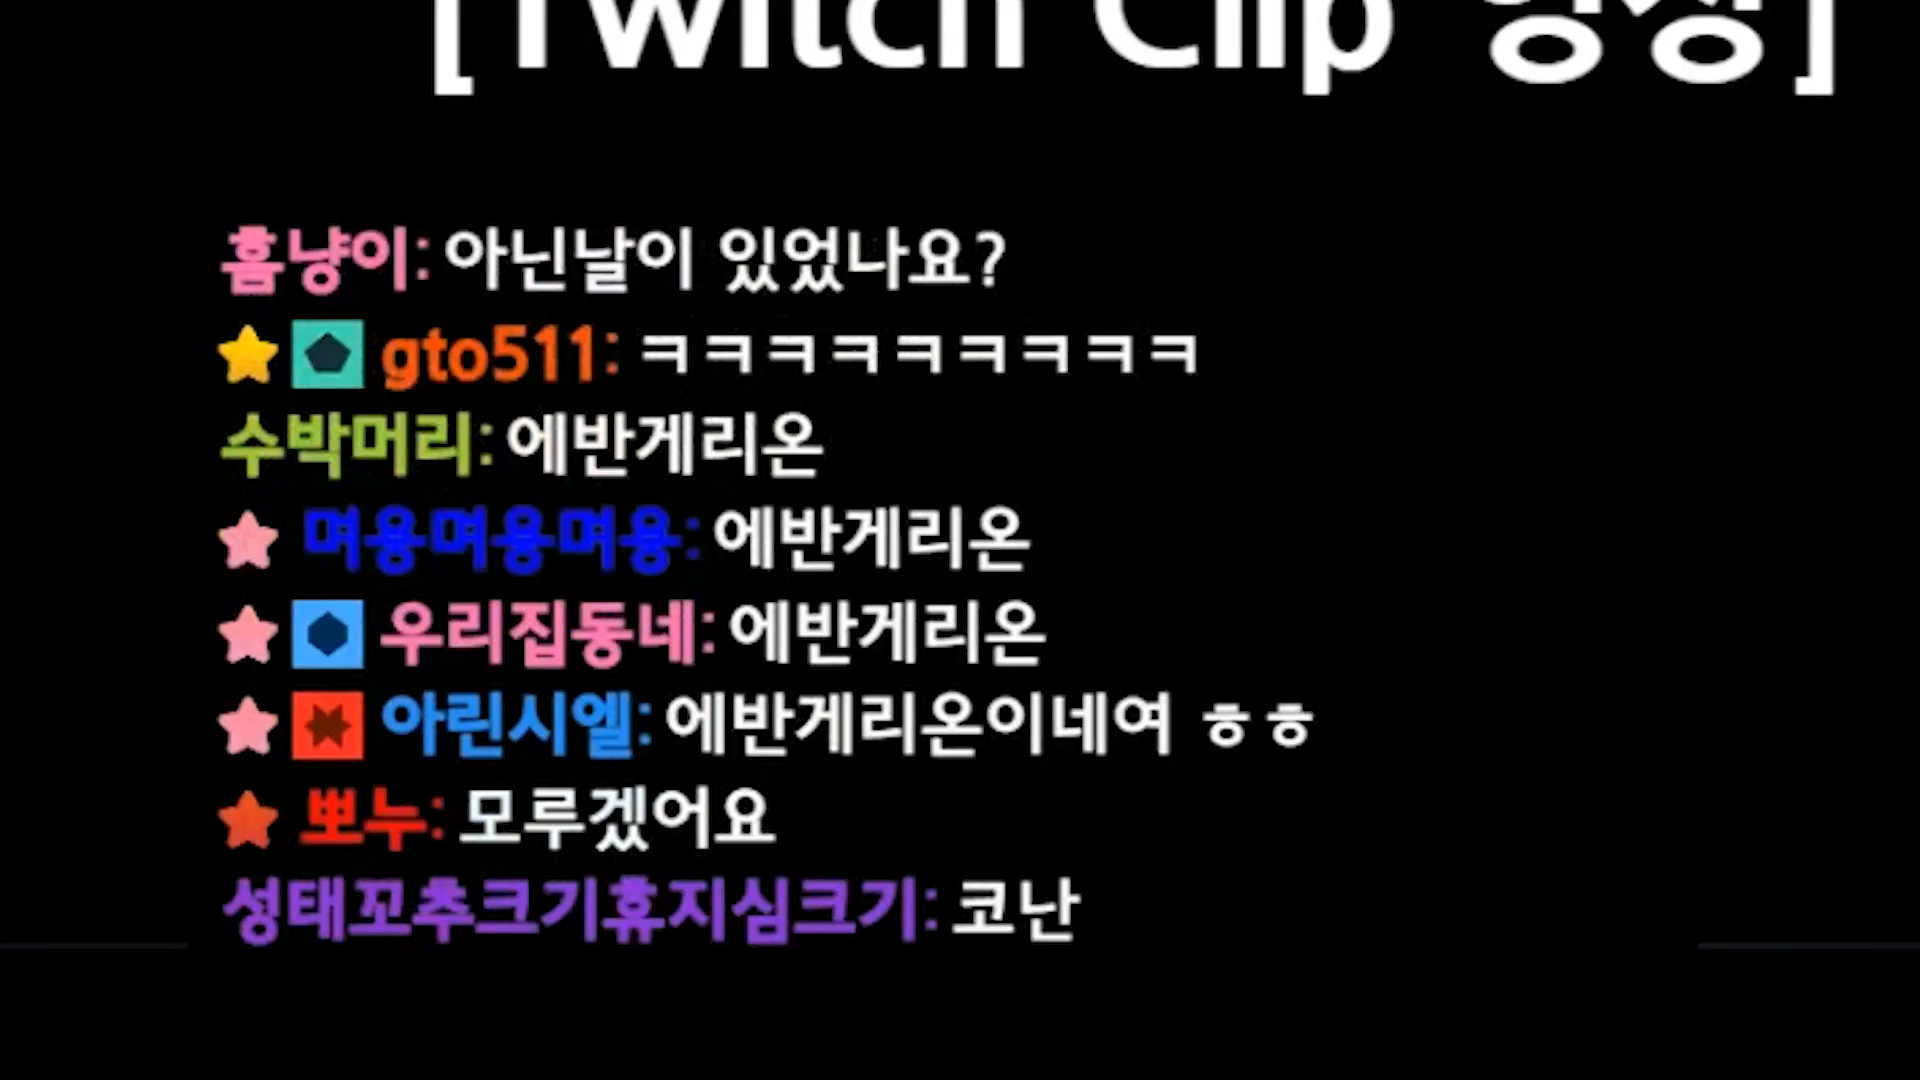 [Twitch Clip 영상]
흠냥이: 아닌날이 있었나요?
gto511: ㅋㅋㅋㅋㅋㅋㅋㅋㅋ
수박머리: 에반게리온
며용며용며용: 에반게리온
우리집동네: 에반게리온
아린시엘: 에반게리온이네여 ㅎㅎ
뽀누: 모루겠어요
성태꼬추크기휴지심크기: 코난